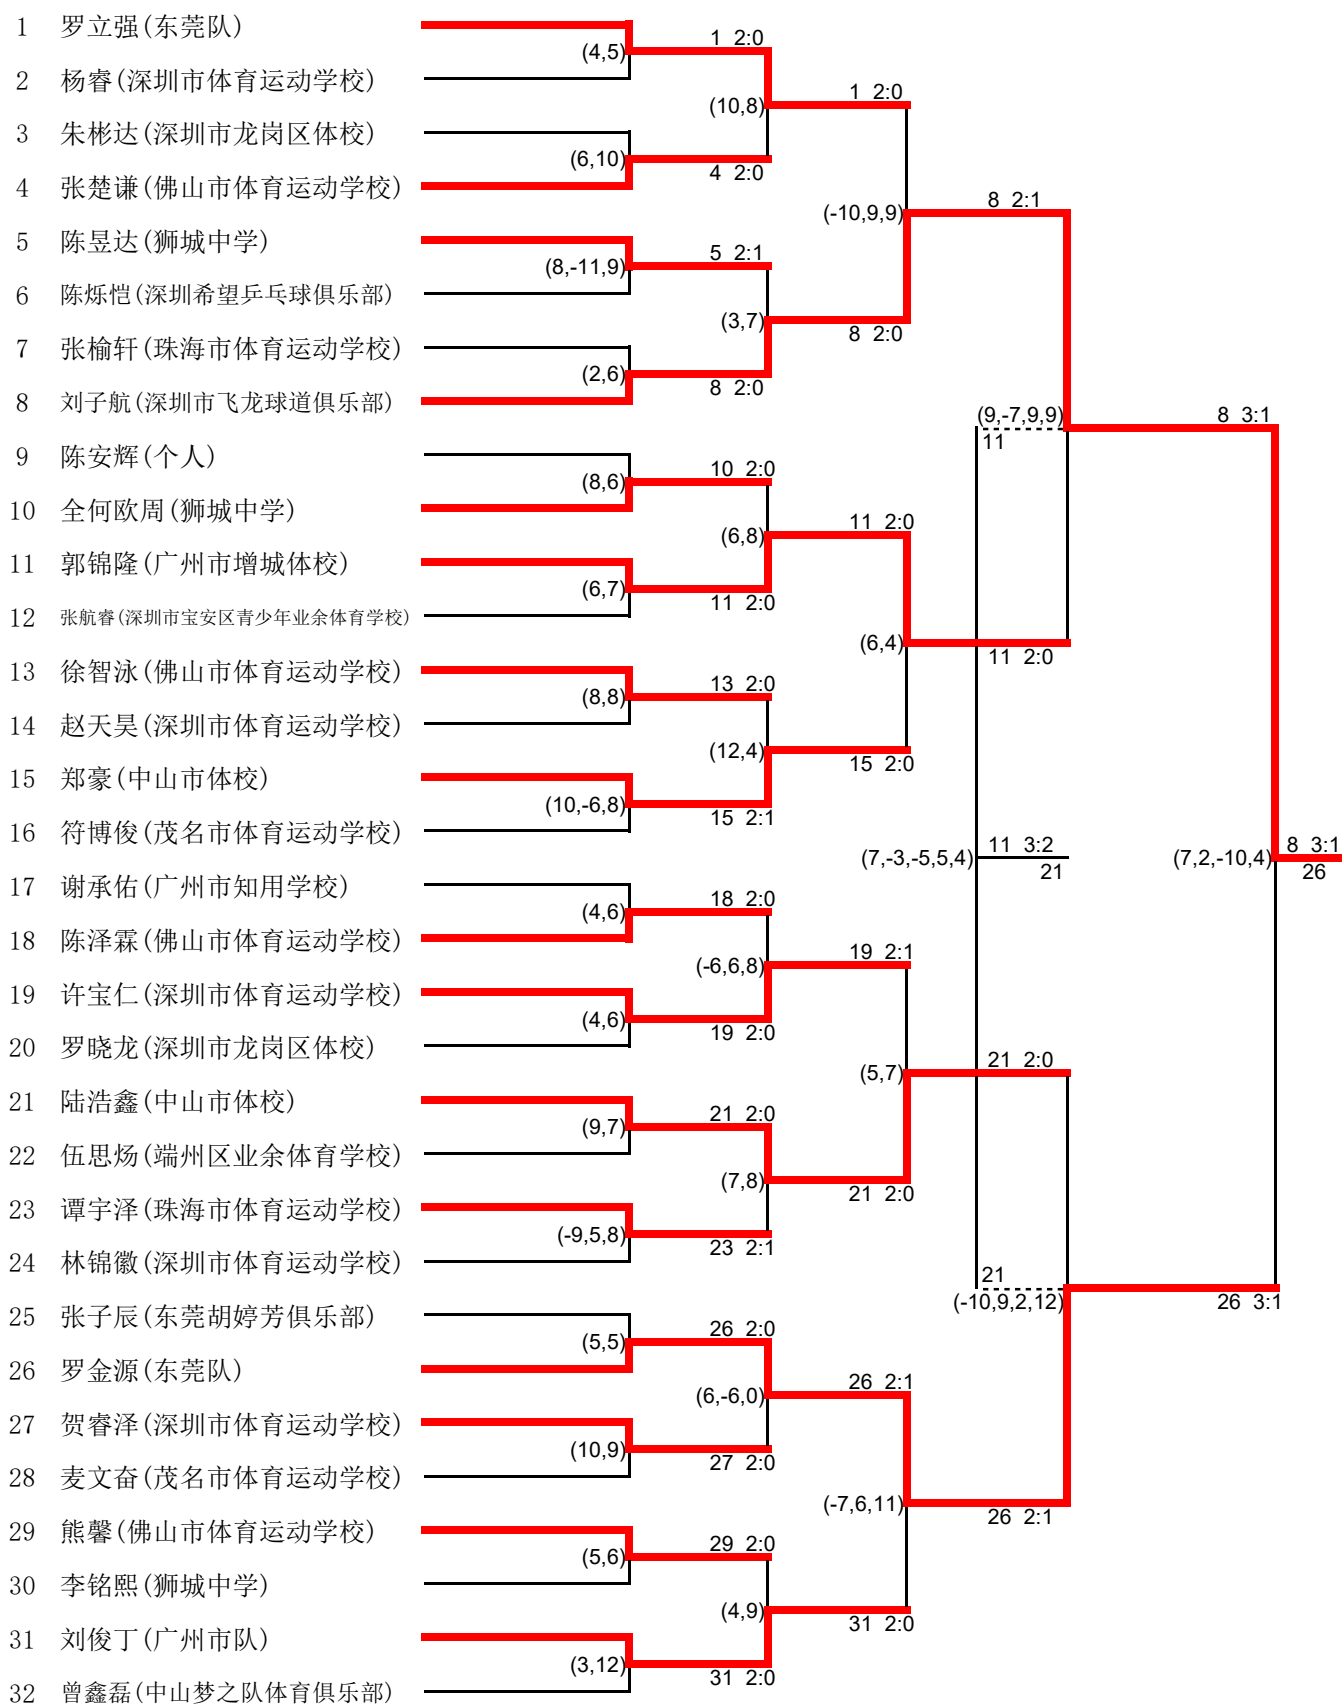 1 罗立强(东莞队)
1 2:0
(4,5)
2 杨睿(深圳市体育运动学校)
1 2:0
(10,8)
3 朱彬达(深圳市龙岗区体校)
(6,10)
4 2:0
4 张楚谦(佛山市体育运动学校)
8 2:1
(-10,9,9)
5 陈昱达(狮城中学)
5 2:1
(8,-11,9)
6 陈烁恺(深圳希望乒乓球俱乐部)
(3,7)
8 2:0
7 张榆轩(珠海市体育运动学校)
(2,6)
8 2:0
8 刘子航(深圳市飞龙球道俱乐部)
(9,-7,9,9)
8 3:1
11
9 陈安辉(个人)
10 2:0
(8,6)
10 全何欧周(狮城中学)
11 2:0
(6,8)
11 郭锦隆(广州市增城体校)
(6,7)
11 2:0
12 张航睿(深圳市宝安区青少年业余体育学校)
(6,4)
11 2:0
13 徐智泳(佛山市体育运动学校)
13 2:0
(8,8)
14 赵天昊(深圳市体育运动学校)
(12,4)
15 2:0
15 郑豪(中山市体校)
(10,-6,8)
15 2:1
16 符博俊(茂名市体育运动学校)
11 3:2
(7,-3,-5,5,4)
21
8 3:1
(7,2,-10,4)
26
17 谢承佑(广州市知用学校)
18 2:0
(4,6)
18 陈泽霖(佛山市体育运动学校)
19 2:1
(-6,6,8)
19 许宝仁(深圳市体育运动学校)
(4,6)
19 2:0
20 罗晓龙(深圳市龙岗区体校)
21 2:0
(5,7)
21 陆浩鑫(中山市体校)
21 2:0
(9,7)
22 伍思炀(端州区业余体育学校)
(7,8)
21 2:0
23 谭宇泽(珠海市体育运动学校)
(-9,5,8)
23 2:1
24 林锦徽(深圳市体育运动学校)
21
(-10,9,2,12)
26 3:1
25 张子辰(东莞胡婷芳俱乐部)
26 2:0
(5,5)
26 罗金源(东莞队)
26 2:1
(6,-6,0)
27 贺睿泽(深圳市体育运动学校)
(10,9)
27 2:0
28 麦文奋(茂名市体育运动学校)
(-7,6,11)
26 2:1
29 熊馨(佛山市体育运动学校)
29 2:0
(5,6)
30 李铭熙(狮城中学)
(4,9)
31 2:0
31 刘俊丁(广州市队)
(3,12)
31 2:0
32 曾鑫磊(中山梦之队体育俱乐部)